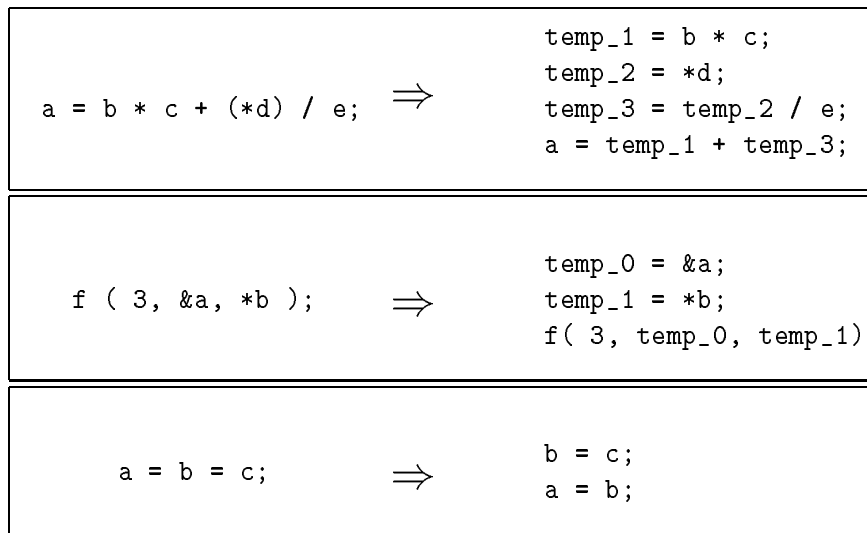 a = b * c + (*d) / e;
⇒
temp_1 = b * c;
temp_2 = *d;
temp_3 = temp_2 / e;
a = temp_1 + temp_3;
f ( 3, &a, *b );
⇒
temp_0 = &a;
temp_1 = *b;
f( 3, temp_0, temp_1)
a = b = c;
⇒
b = c;
a = b;